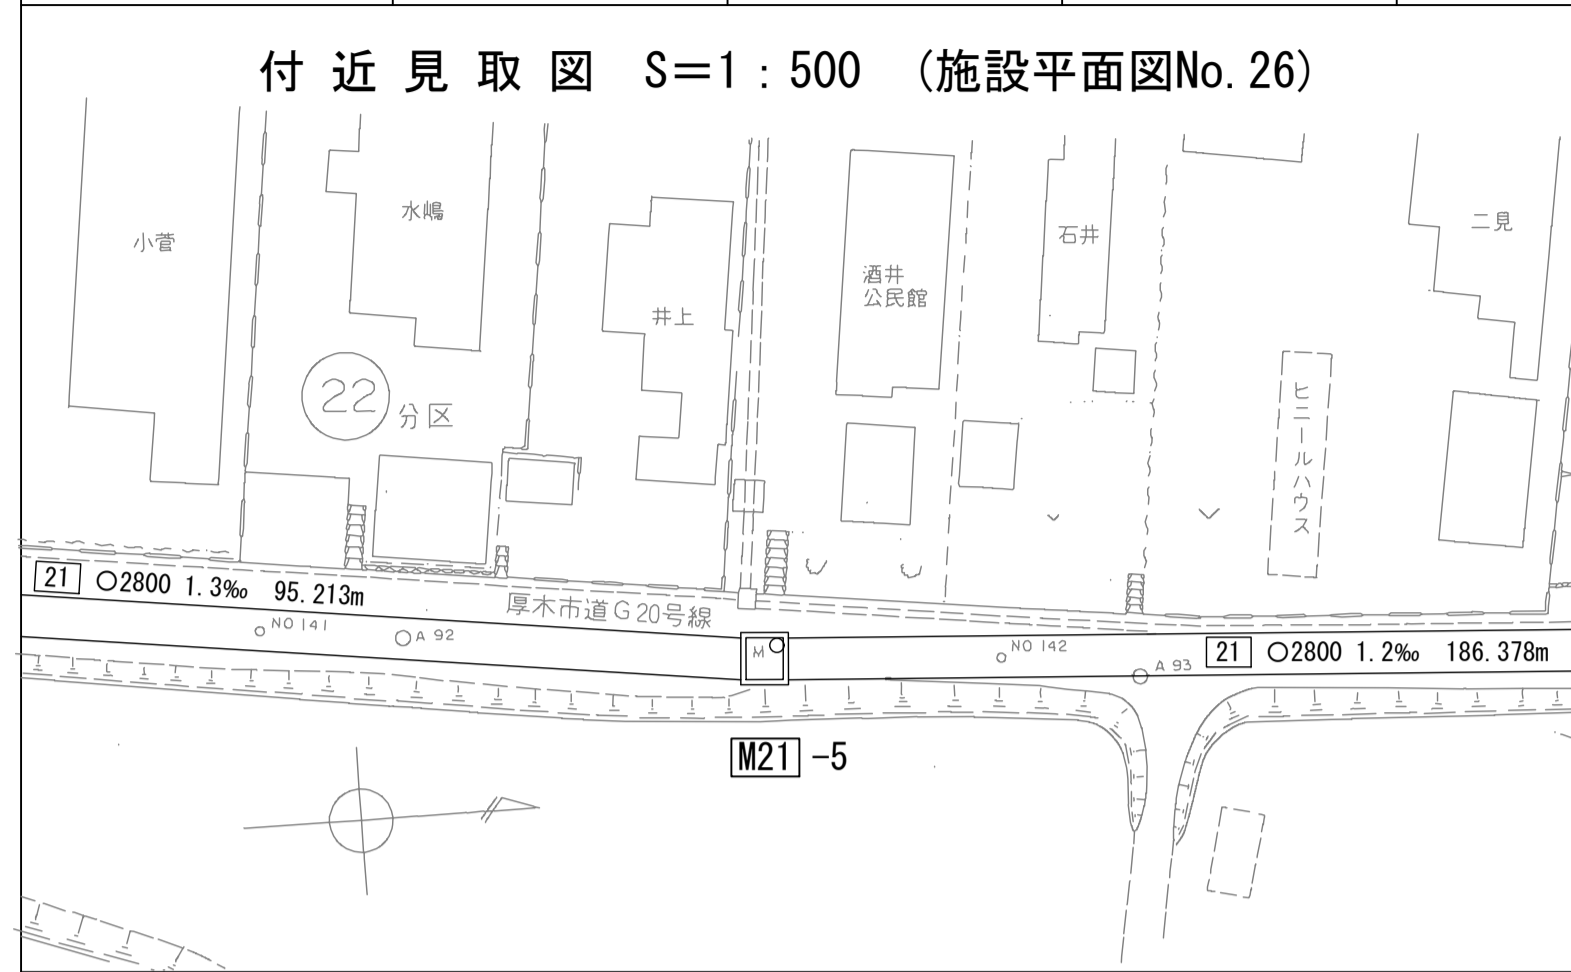 付近見取図 S=1:500 (施設平面図No.26)
小菅
水嶋
井上
酒井
公民館
石井
二見
22 分区
ビニールハウス
21 ○2800 1.3‰ 95.213m
厚木市道G20号線
NO 141
A 92
M
NO 142
A 93
21 ○2800 1.2‰ 186.378m
M21 -5